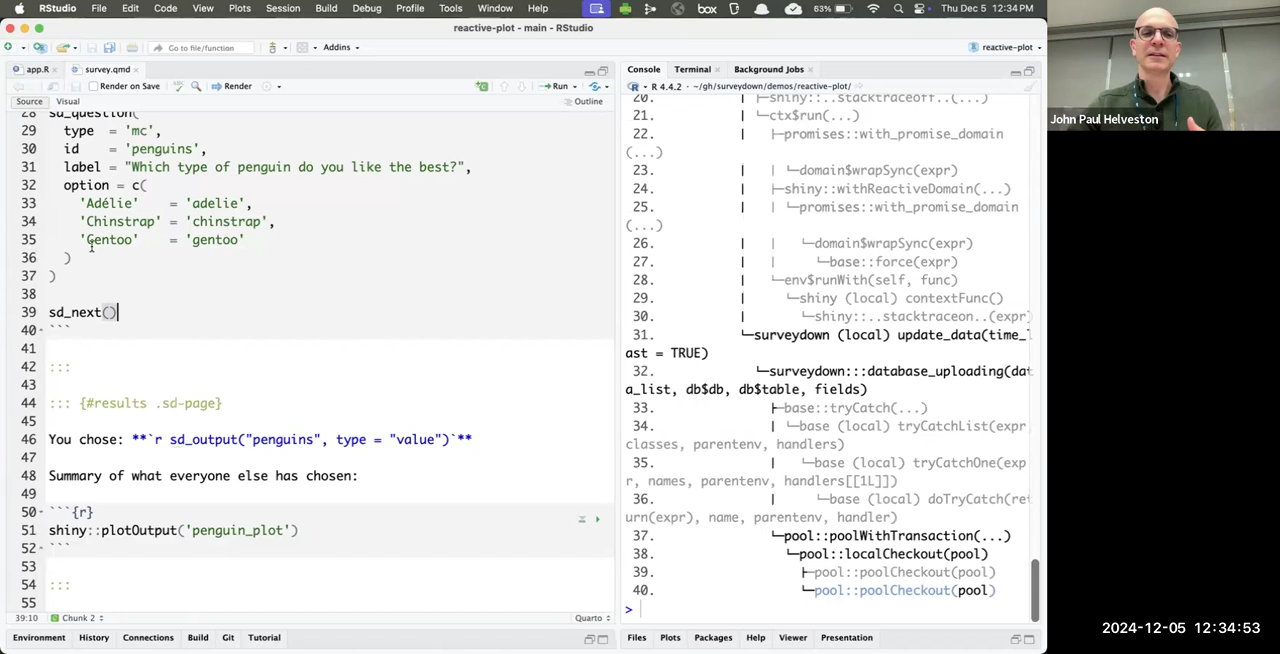 RStudio File Edit Code View Plots Session Build Debug Profile Tools Window Help box 63% Thu Dec 5 12:34 PM
reactive-plot - main - RStudio
Go to file/function Addins reactive-plot
app.R survey.qmd
Render on Save Render Run
Source Visual Outline
28 sd_question(
29 type = 'mc',
30 id = 'penguins',
31 label = "Which type of penguin do you like the best?",
32 option = c(
33 'Adélie' = 'adelie',
34 'Chinstrap' = 'chinstrap',
35 'Gentoo' = 'gentoo'
36 )
37 )
38
39 sd_next()
40 ```
41
42 :::
43
44 ::: {#results .sd-page}
45
46 You chose: **`r sd_output("penguins", type = "value")`**
47
48 Summary of what everyone else has chosen:
49
50 ```{r}
51 shiny::plotOutput('penguin_plot')
52 ```
53
54 :::
55
39:10 Chunk 2 Quarto
Environment History Connections Build Git Tutorial
Console Terminal Background Jobs
R 4.4.2 · ~/gh/surveydown/demos/reactive-plot/
20. | ├─shiny::..stacktraceoff..(...)
21. | └─ctx$run(...)
22. | ├─promises::with_promise_domain
(...)
23. | | └─domain$wrapSync(expr)
24. | ├─shiny::withReactiveDomain(...)
25. | | └─promises::with_promise_domain
(...)
26. | | └─domain$wrapSync(expr)
27. | | └─base::force(expr)
28. | └─env$runWith(self, func)
29. | └─shiny (local) contextFunc()
30. | └─shiny::..stacktraceon..(expr)
31. └─surveydown (local) update_data(time_l
ast = TRUE)
32. └─surveydown:::database_uploading(dat
a_list, db$db, db$table, fields)
33. ├─base::tryCatch(...)
34. | └─base (local) tryCatchList(expr,
classes, parentenv, handlers)
35. | └─base (local) tryCatchOne(exp
r, names, parentenv, handlers[[1L]])
36. | └─base (local) doTryCatch(ret
urn(expr), name, parentenv, handler)
37. └─pool::poolWithTransaction(...)
38. └─pool::localCheckout(pool)
39. ├─pool::poolCheckout(pool)
40. └─pool::poolCheckout(pool)
>
Files Plots Packages Help Viewer Presentation
John Paul Helveston
2024-12-05 12:34:53